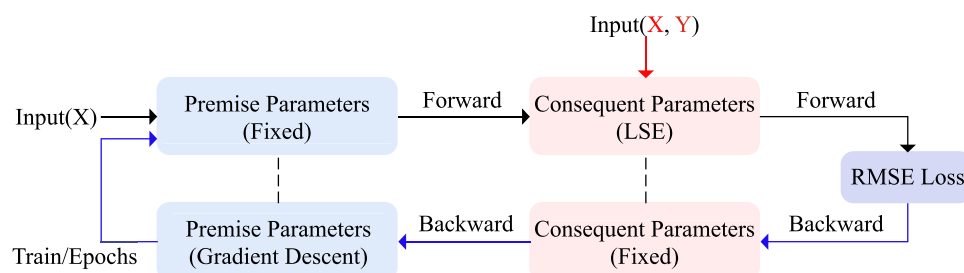 Input(X, Y)
Input(X)
Premise Parameters
(Fixed)
Forward
Consequent Parameters
(LSE)
Forward
RMSE Loss
Train/Epochs
Premise Parameters
(Gradient Descent)
Backward
Consequent Parameters
(Fixed)
Backward